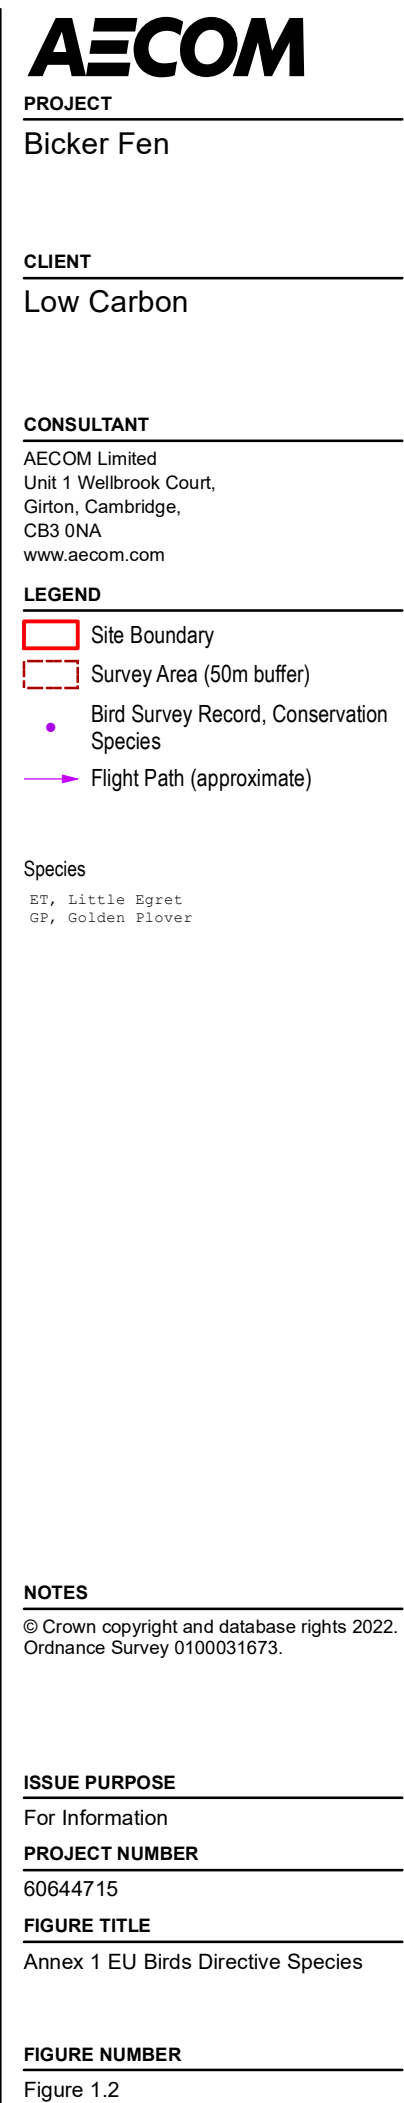 AECOM
PROJECT
Bicker Fen
CLIENT
Low Carbon
CONSULTANT
AECOM Limited
Unit 1 Wellbrook Court,
Girton, Cambridge,
CB3 0NA
www.aecom.com
LEGEND
Site Boundary
Survey Area (50m buffer)
Bird Survey Record, Conservation
Species
Flight Path (approximate)
Species
ET, Little Egret
GP, Golden Plover
NOTES
© Crown copyright and database rights 2022.
Ordnance Survey 0100031673.
ISSUE PURPOSE
For Information
PROJECT NUMBER
60644715
FIGURE TITLE
Annex 1 EU Birds Directive Species
FIGURE NUMBER
Figure 1.2